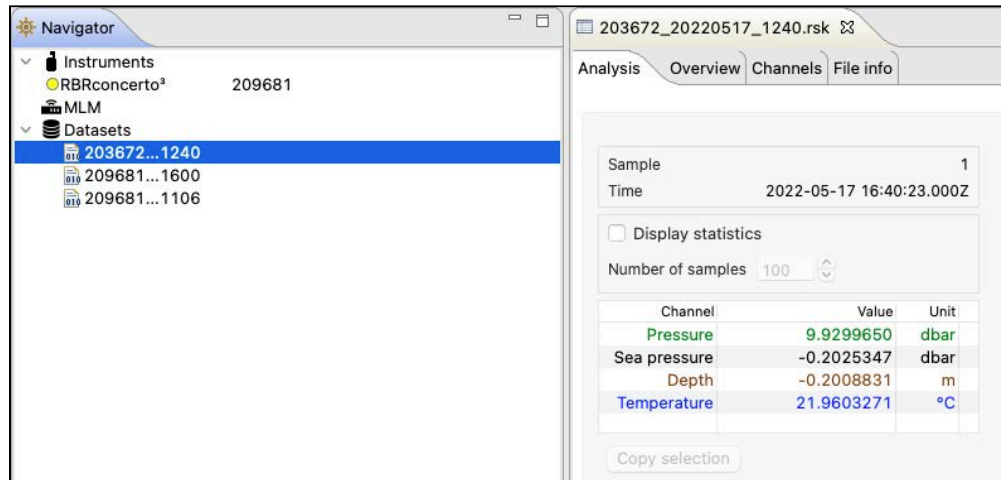 Navigator
Instruments
RBRconcerto³ 209681
MLM
Datasets
203672...1240
209681...1600
209681...1106
203672_20220517_1240.rsk
Analysis Overview Channels File info
Sample 1
Time 2022-05-17 16:40:23.000Z
Display statistics
Number of samples 100
Channel Value Unit
Pressure 9.9299650 dbar
Sea pressure -0.2025347 dbar
Depth -0.2008831 m
Temperature 21.9603271 °C
Copy selection